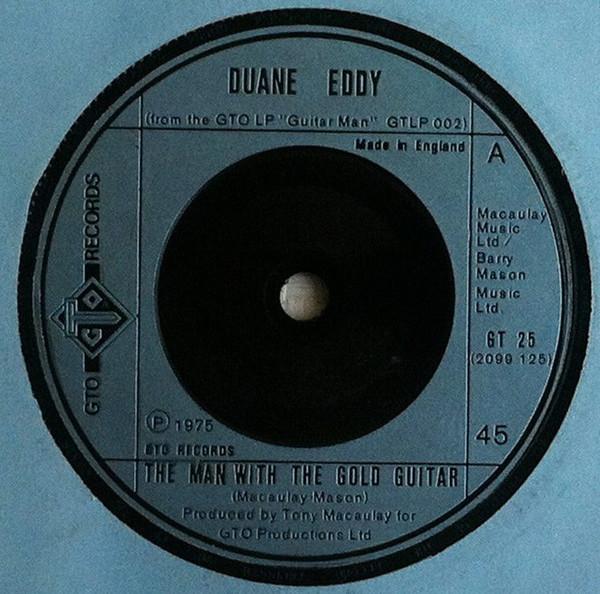 DUANE EDDY
(from the GTO LP "Guitar Man" GTLP 002)
Made in England
A
Macaulay
Music
Ltd/
Barry
Mason
Music
Ltd.
GT 25
(2099 125)
45
GTO RECORDS
GTO
Ⓟ 1975
GTO RECORDS
THE MAN WITH THE GOLD GUITAR
(Macaulay-Mason)
Produced by Tony Macaulay for
GTO Productions Ltd